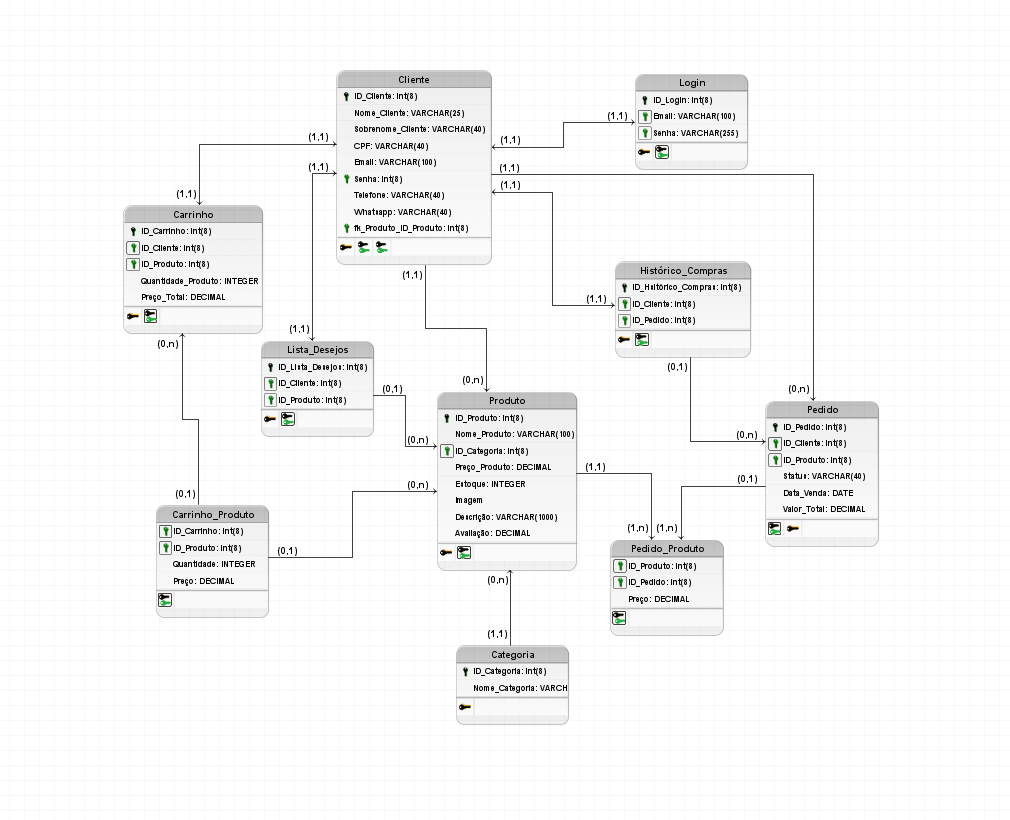 Cliente
ID_Cliente: Int(8)
Nome_Cliente: VARCHAR(25)
Sobrenome_Cliente: VARCHAR(40)
CPF: VARCHAR(40)
Email: VARCHAR(100)
Senha: Int(8)
Telefone: VARCHAR(40)
Whatsapp: VARCHAR(40)
fk_Produto_ID_Produto: Int(8)
Login
ID_Login: Int(8)
Email: VARCHAR(100)
Senha: VARCHAR(255)
(1,1)
(1,1)
(1,1)
(1,1)
(1,1)
(1,1)
(1,1)
Carrinho
ID_Carrinho: Int(8)
ID_Cliente: Int(8)
ID_Produto: Int(8)
Quantidade_Produto: INTEGER
Preço_Total: DECIMAL
(1,1)
(0,n)
Histórico_Compras
ID_Histórico_Compras: Int(8)
ID_Cliente: Int(8)
ID_Pedido: Int(8)
(1,1)
(0,1)
(1,1)
Lista_Desejos
ID_Lista_Desejos: Int(8)
ID_Cliente: Int(8)
ID_Produto: Int(8)
(0,1)
(0,n)
(0,n)
Produto
ID_Produto: Int(8)
Nome_Produto: VARCHAR(100)
ID_Categoria: Int(8)
Preço_Produto: DECIMAL
Estoque: INTEGER
Imagem
Descrição: VARCHAR(1000)
Avaliação: DECIMAL
(0,n)
(0,n)
Pedido
ID_Pedido: Int(8)
ID_Cliente: Int(8)
ID_Produto: Int(8)
Status: VARCHAR(40)
Data_Venda: DATE
Valor_Total: DECIMAL
(1,1)
(0,1)
(0,n)
(0,1)
Carrinho_Produto
ID_Carrinho: Int(8)
ID_Produto: Int(8)
Quantidade: INTEGER
Preço: DECIMAL
(0,1)
(1,n)
(1,n)
Pedido_Produto
ID_Produto: Int(8)
ID_Pedido: Int(8)
Preço: DECIMAL
(0,n)
(1,1)
Categoria
ID_Categoria: Int(8)
Nome_Categoria: VARCH